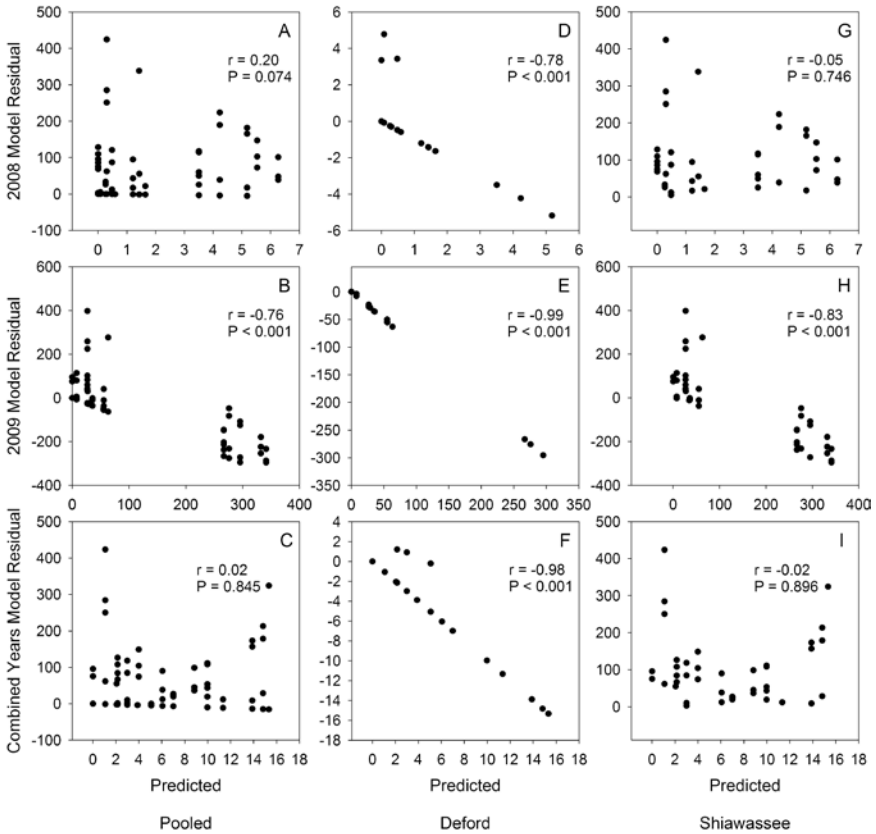 2008 Model Residual
500
400
300
200
100
0
-100
A
r = 0.20
P = 0.074
0 1 2 3 4 5 6 7
6
4
2
0
-2
-4
-6
D
r = -0.78
P < 0.001
0 1 2 3 4 5 6
500
400
300
200
100
0
G
r = -0.05
P = 0.746
0 1 2 3 4 5 6 7
2009 Model Residual
600
400
200
0
-200
-400
B
r = -0.76
P < 0.001
0 100 200 300 400
0
-50
-100
-150
-200
-250
-300
-350
E
r = -0.99
P < 0.001
0 50 100 150 200 250 300 350
600
400
200
0
-200
-400
H
r = -0.83
P < 0.001
0 100 200 300 400
Combined Years Model Residual
500
400
300
200
100
0
-100
C
r = 0.02
P = 0.845
0 2 4 6 8 10 12 14 16 18
Predicted
Pooled
4
2
0
-2
-4
-6
-8
-10
-12
-14
-16
-18
F
r = -0.98
P < 0.001
0 2 4 6 8 10 12 14 16 18
Predicted
Deford
500
400
300
200
100
0
-100
I
r = -0.02
P = 0.896
0 2 4 6 8 10 12 14 16 18
Predicted
Shiawassee